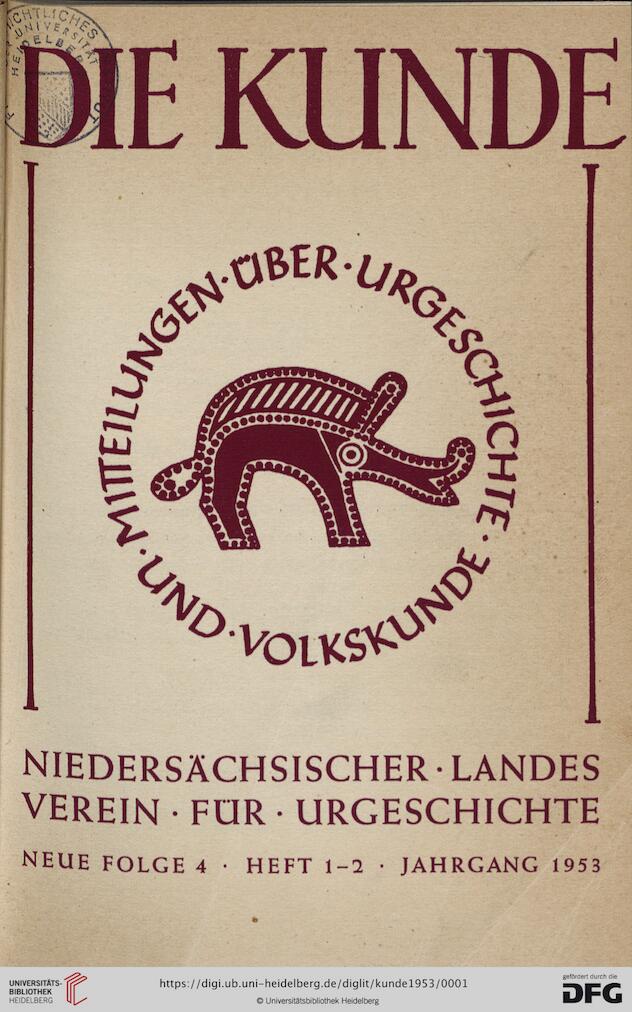 DIE KUNDE
MITTEILUNGEN · ÜBER · URGESCHICHTE · UND · VOLKSKUNDE ·
NIEDERSÄCHSISCHER · LANDES
VEREIN · FÜR · URGESCHICHTE
NEUE FOLGE 4 · HEFT 1–2 · JAHRGANG 1953
UNIVERSITÄTS-
BIBLIOTHEK
HEIDELBERG
https://digi.ub.uni-heidelberg.de/diglit/kunde1953/0001
© Universitätsbibliothek Heidelberg
gefördert durch die
DFG